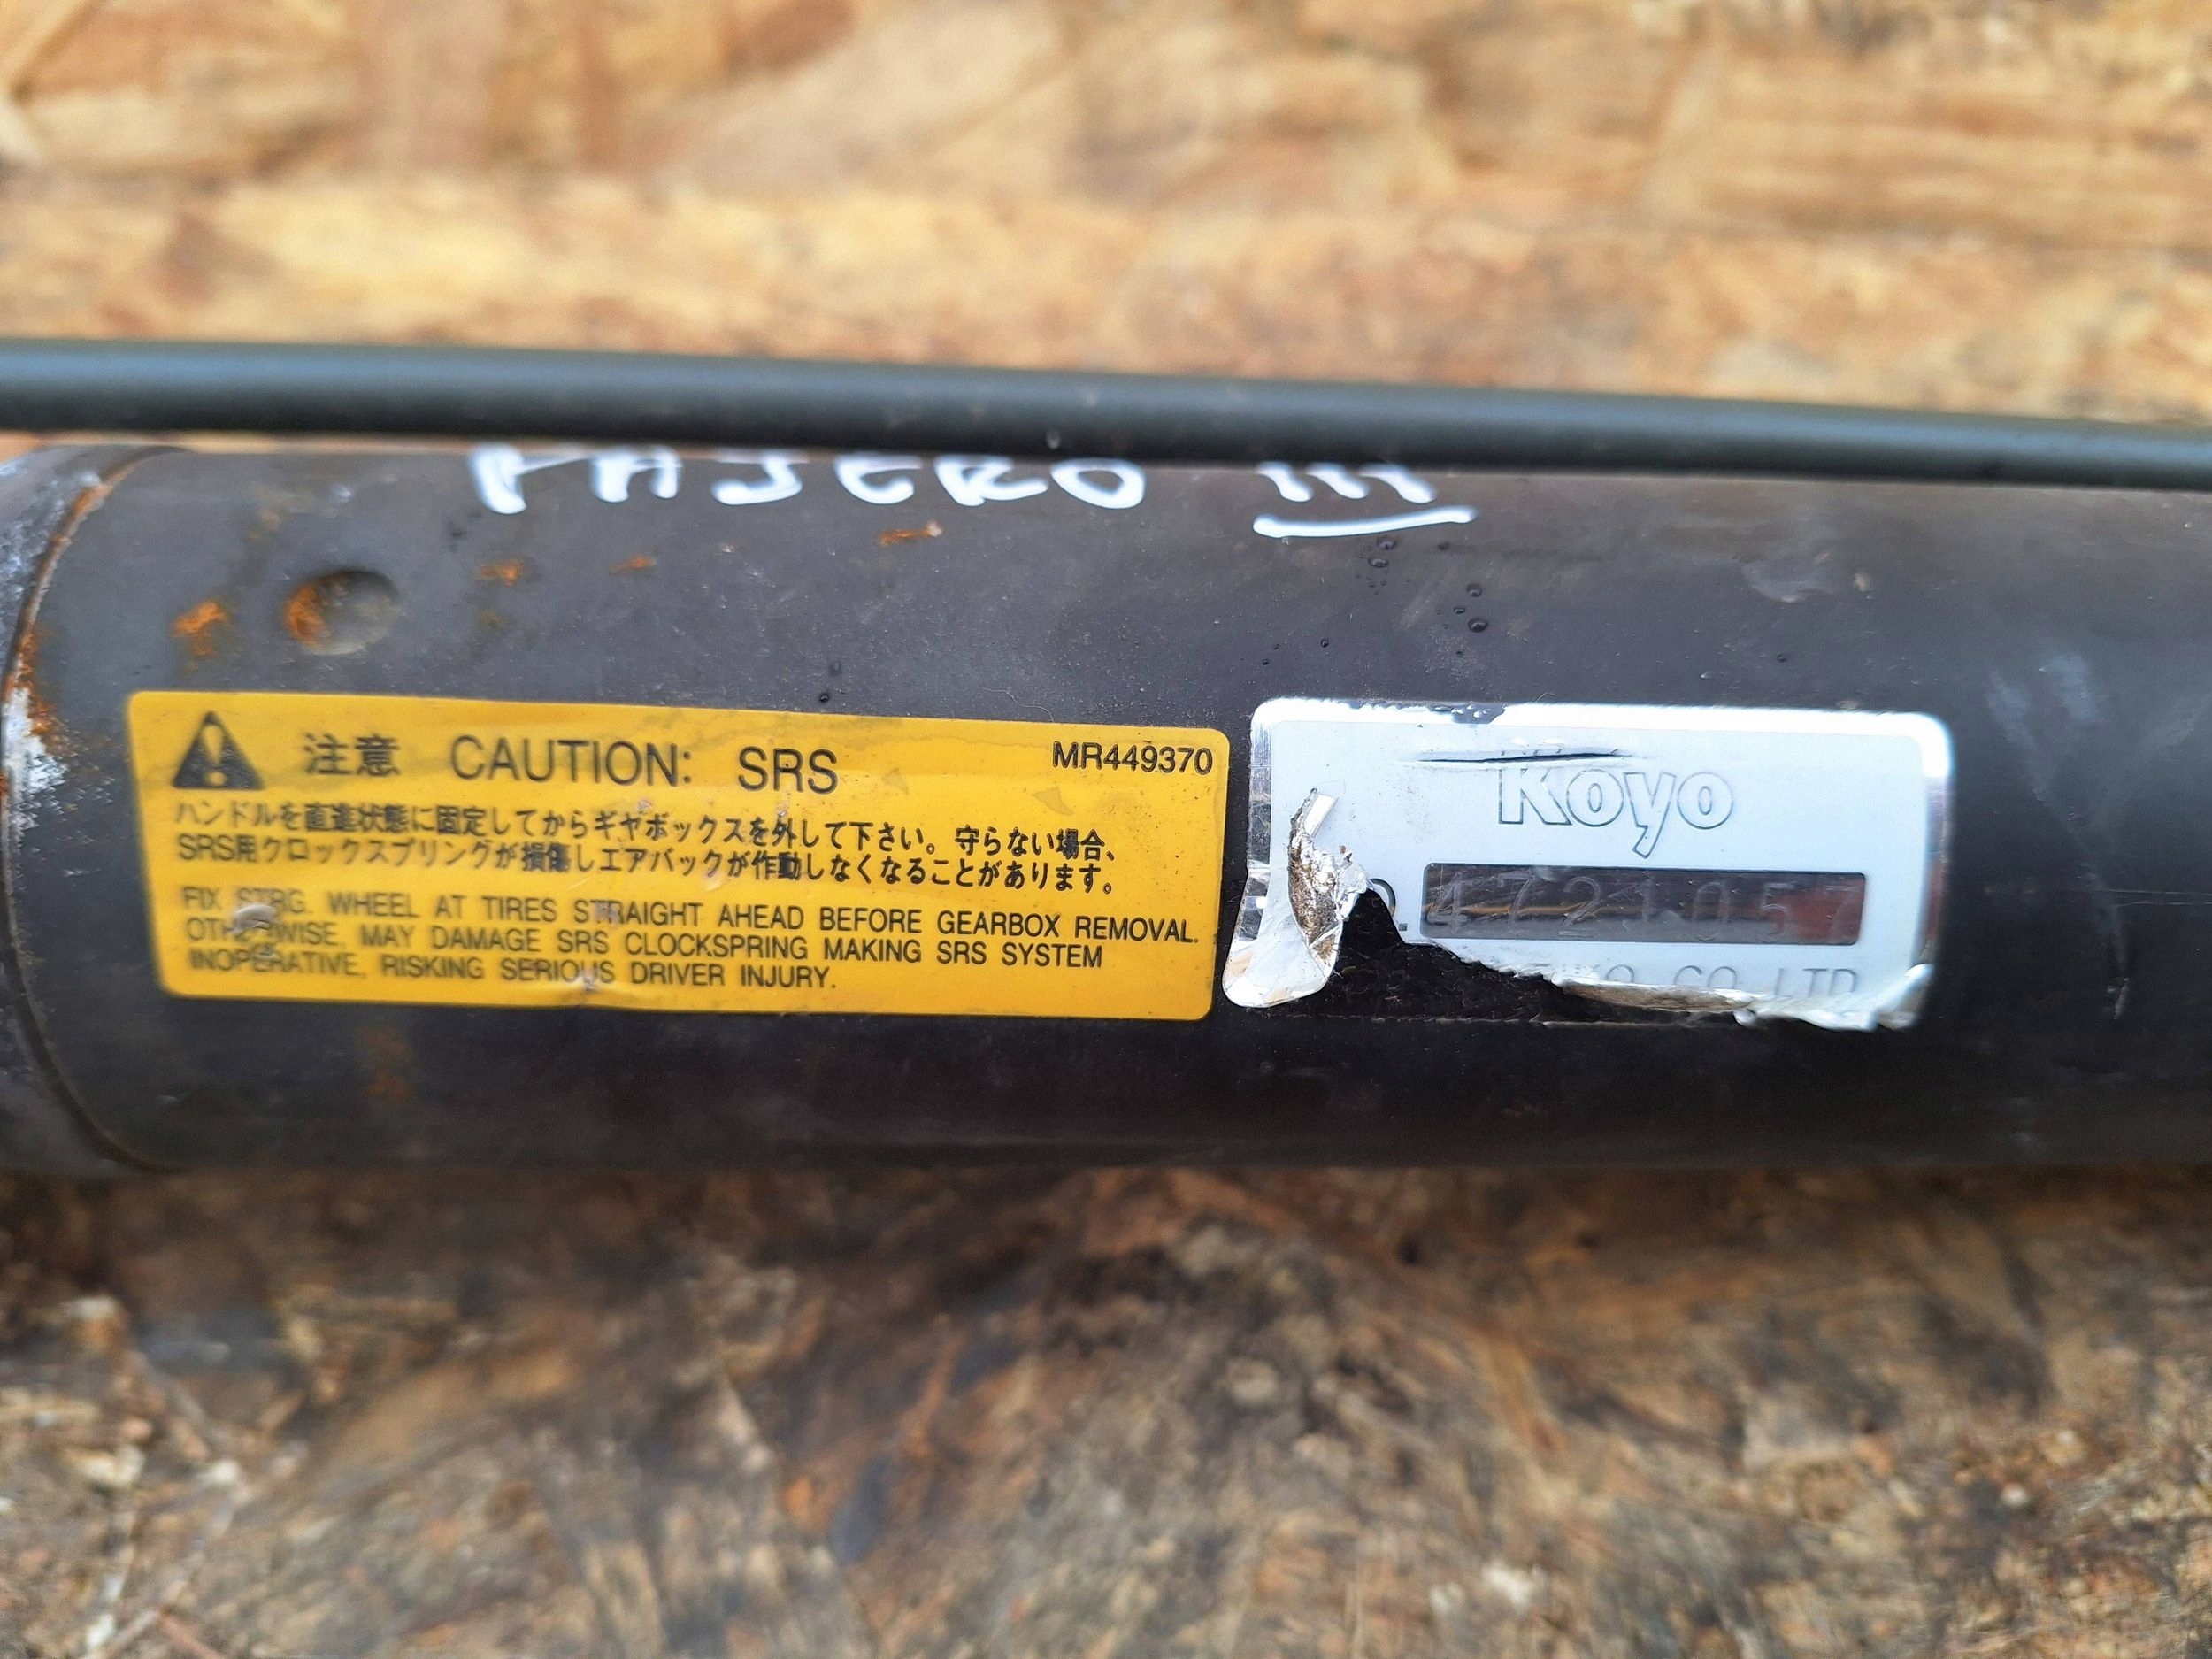 PAJERO III
注意 CAUTION: SRS MR449370
ハンドルを直進状態に固定してからギヤボックスを外して下さい。守らない場合、
SRS用クロックスプリングが損傷しエアバックが作動しなくなることがあります。
FIX STRG. WHEEL AT TIRES STRAIGHT AHEAD BEFORE GEARBOX REMOVAL.
OTHERWISE, MAY DAMAGE SRS CLOCKSPRING MAKING SRS SYSTEM
INOPERATIVE, RISKING SERIOUS DRIVER INJURY.
Koyo
4721057
CO. LTD